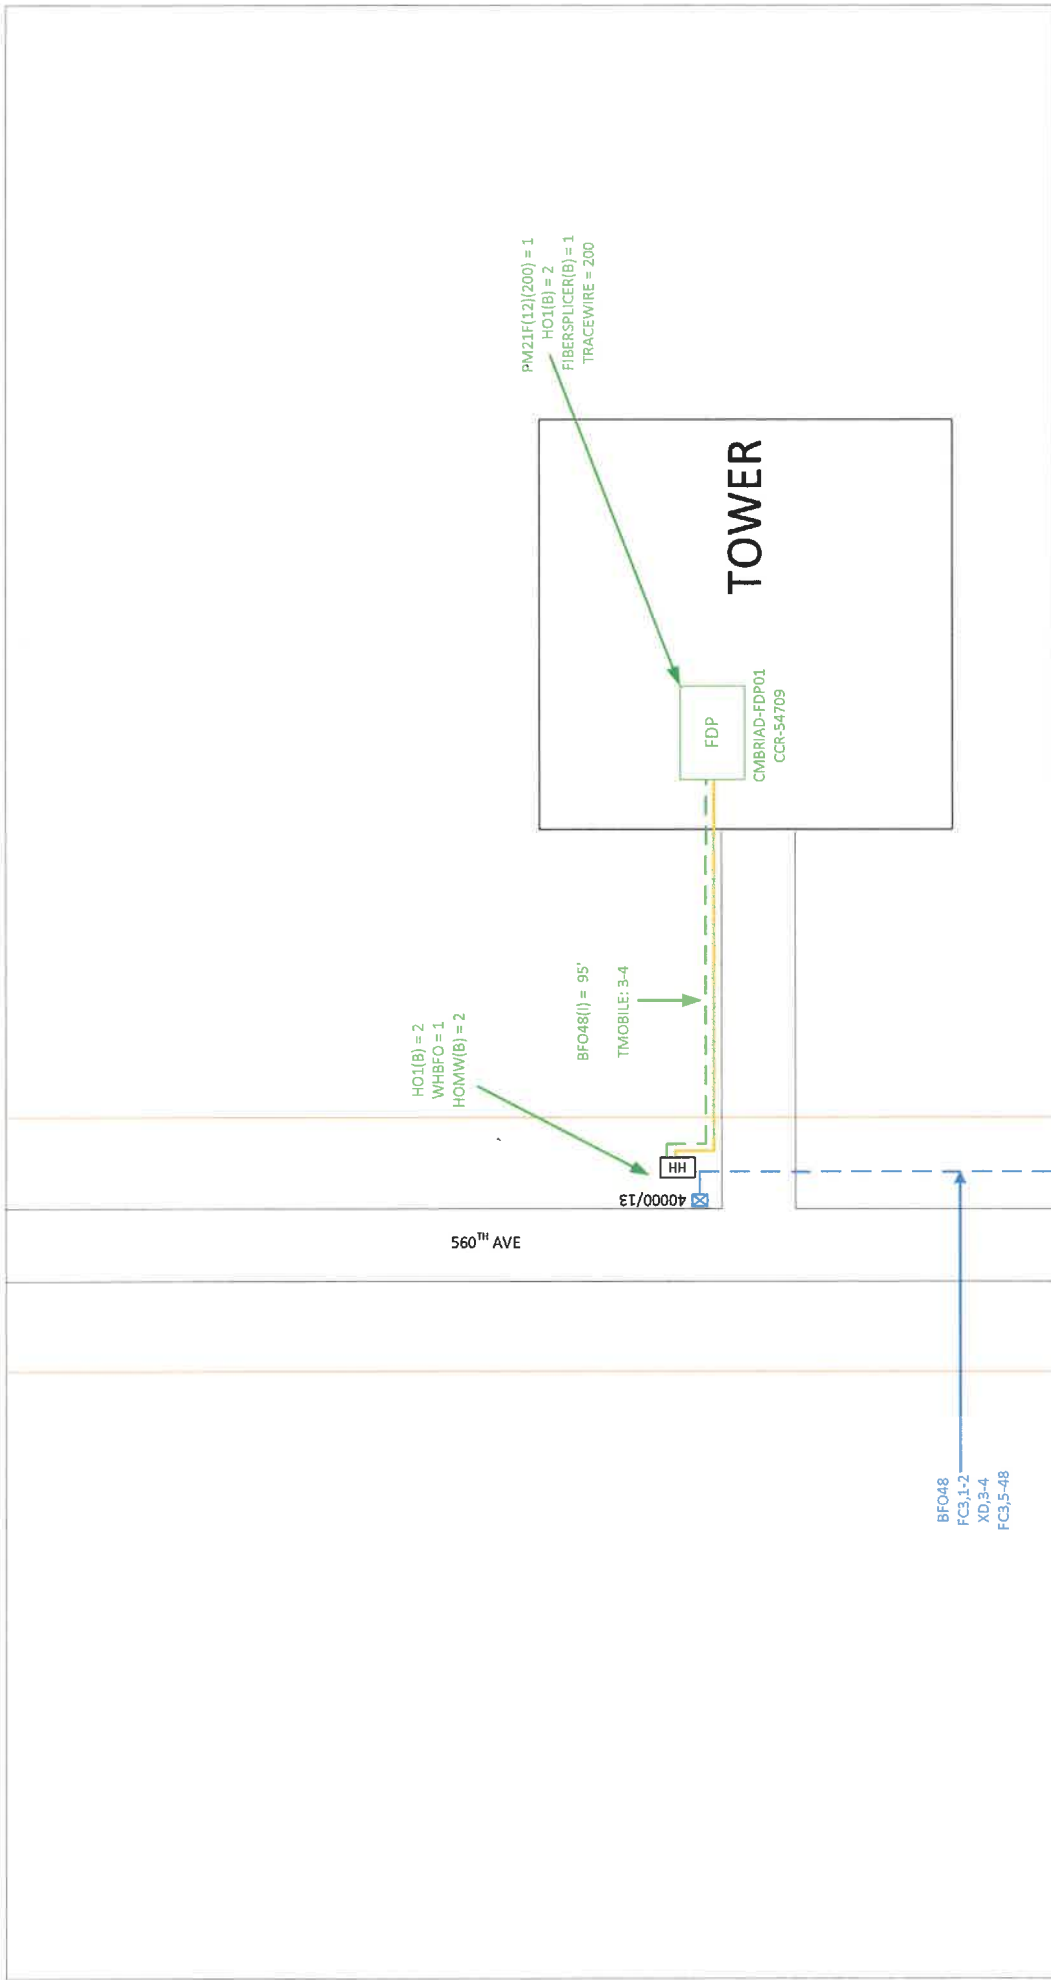 PM21F(12)(200) = 1
HO1(B) = 2
FIBERSPLICER(B) = 1
TRACEWIRE = 200
TOWER
FDP
CMBRIAD-FDP01
CCR-54709
HO1(B) = 2
WHBFO = 1
HOMW(B) = 2
BFO48(I) = 95'
TMOBILE: 3-4
HH
40000/13
560TH AVE
BFO48
FC3,1-2
XD,3-4
FC3,5-48